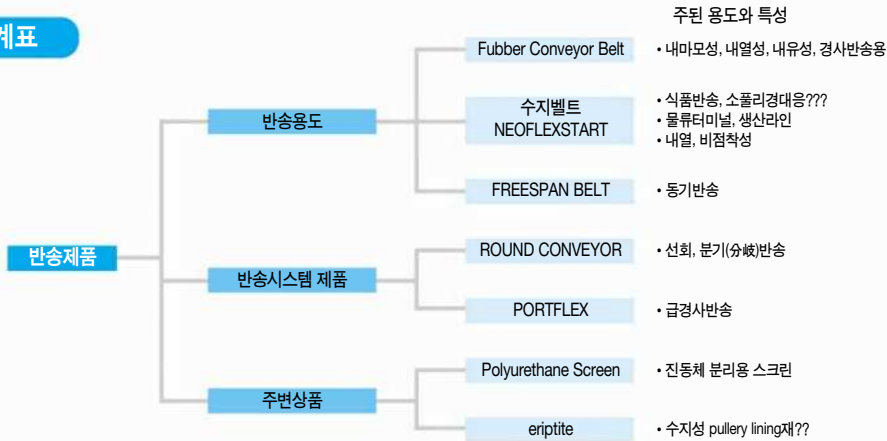 계표
주된 용도와 특성
Fubber Conveyor Belt
• 내마모성, 내열성, 내유성, 경사반송용
반송용도
수지벨트
NEOFLEXSTART
• 식품반송, 소풀리경대응???
• 물류터미널, 생산라인
• 내열, 비점착성
FREESPAN BELT
• 동기반송
반송제품
반송시스템 제품
ROUND CONVEYOR
• 선회, 분기(分岐)반송
PORTFLEX
• 급경사반송
주변상품
Polyurethane Screen
• 진동체 분리용 스크린
eriptite
• 수지성 pullery lining재??